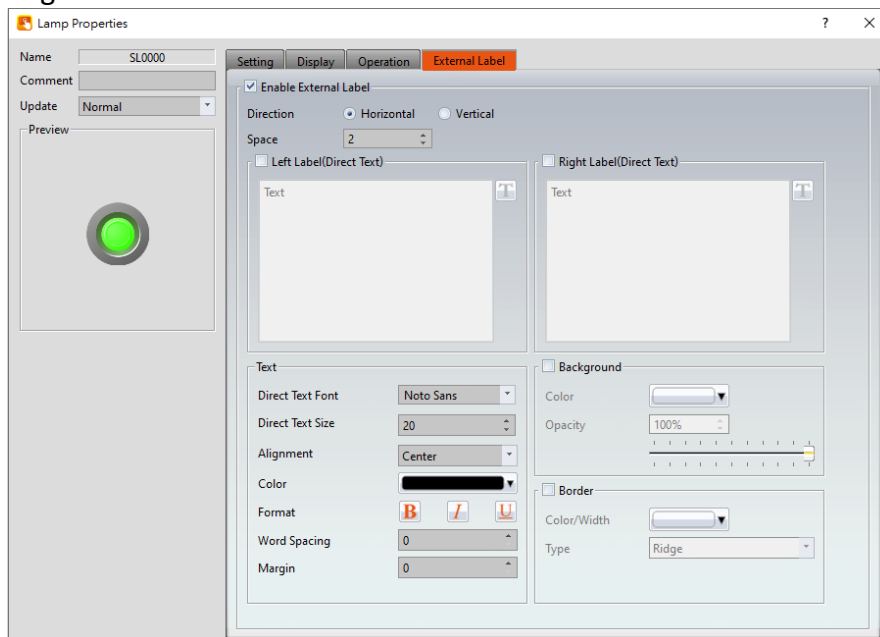 Lamp Properties ? ×
Name SL0000
Comment
Update Normal
Preview
Setting Display Operation External Label
Enable External Label
Direction Horizontal Vertical
Space 2
Left Label(Direct Text) Right Label(Direct Text)
Text T Text T
Text Background
Direct Text Font Noto Sans Color
Direct Text Size 20 Opacity 100%
Alignment Center
Color Border
Format B I U Color/Width
Word Spacing 0 Type Ridge
Margin 0